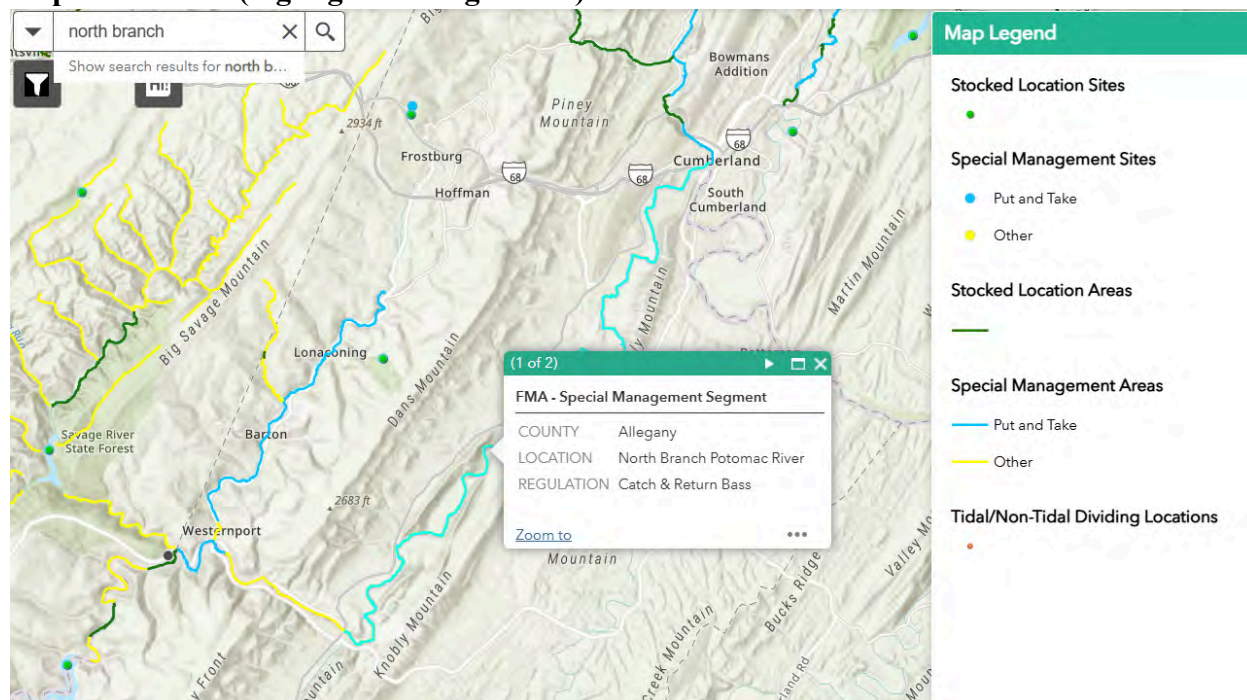 north branch
Show search results for north b...
HI!
2934 ft
Piney
Mountain
Bowmans
Addition
Frostburg
68
Cumberland
68
68
Hoffman
South
Cumberland
Big Savage Mountain
Martin Mountain
Lonaconing
Dans Mountain
Savage River
State Forest
Barton
2683 ft
Westernport
Knobly Mountain
Mountain
Bucks Ridge
Valley
Creek Mountain
Front
(1 of 2)
FMA - Special Management Segment
COUNTY Allegany
LOCATION North Branch Potomac River
REGULATION Catch & Return Bass
Zoom to
Map Legend
Stocked Location Sites
Special Management Sites
Put and Take
Other
Stocked Location Areas
Special Management Areas
Put and Take
Other
Tidal/Non-Tidal Dividing Locations